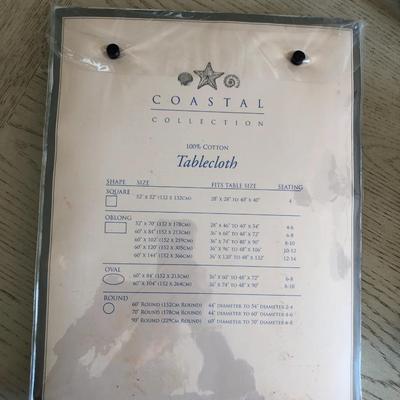 COASTAL
COLLECTION
100% COTTON
Tablecloth
SHAPE SIZE FITS TABLE SIZE SEATING
SQUARE
52" X 52" (132 X 132CM) 28" X 28" TO 40" X 40" 4
OBLONG
52" X 70" (132 X 178CM) 28" X 46" TO 40" X 54" 4-6
60" X 84" (152 X 213CM) 36" X 60" TO 48" X 72" 6-8
60" X 102" (152 X 259CM) 36" X 74" TO 48" X 90" 8-10
60" X 120" (152 X 305CM) 36" X 96" TO 48" X 106" 10-12
60" X 144" (152 X 366CM) 36" X 120" TO 48" X 132" 12-14
OVAL
60" X 84" (152 X 213CM) 36" X 60" TO 48" X 72" 6-8
60" X 104" (152 X 264CM) 36" X 74" TO 48" X 90" 8-10
ROUND
60" ROUND (152CM ROUND) 44" DIAMETER TO 54" DIAMETER 2-4
70" ROUND (178CM ROUND) 44" DIAMETER TO 60" DIAMETER 4-6
90" ROUND (229CM ROUND) 60" DIAMETER TO 70" DIAMETER 6-8